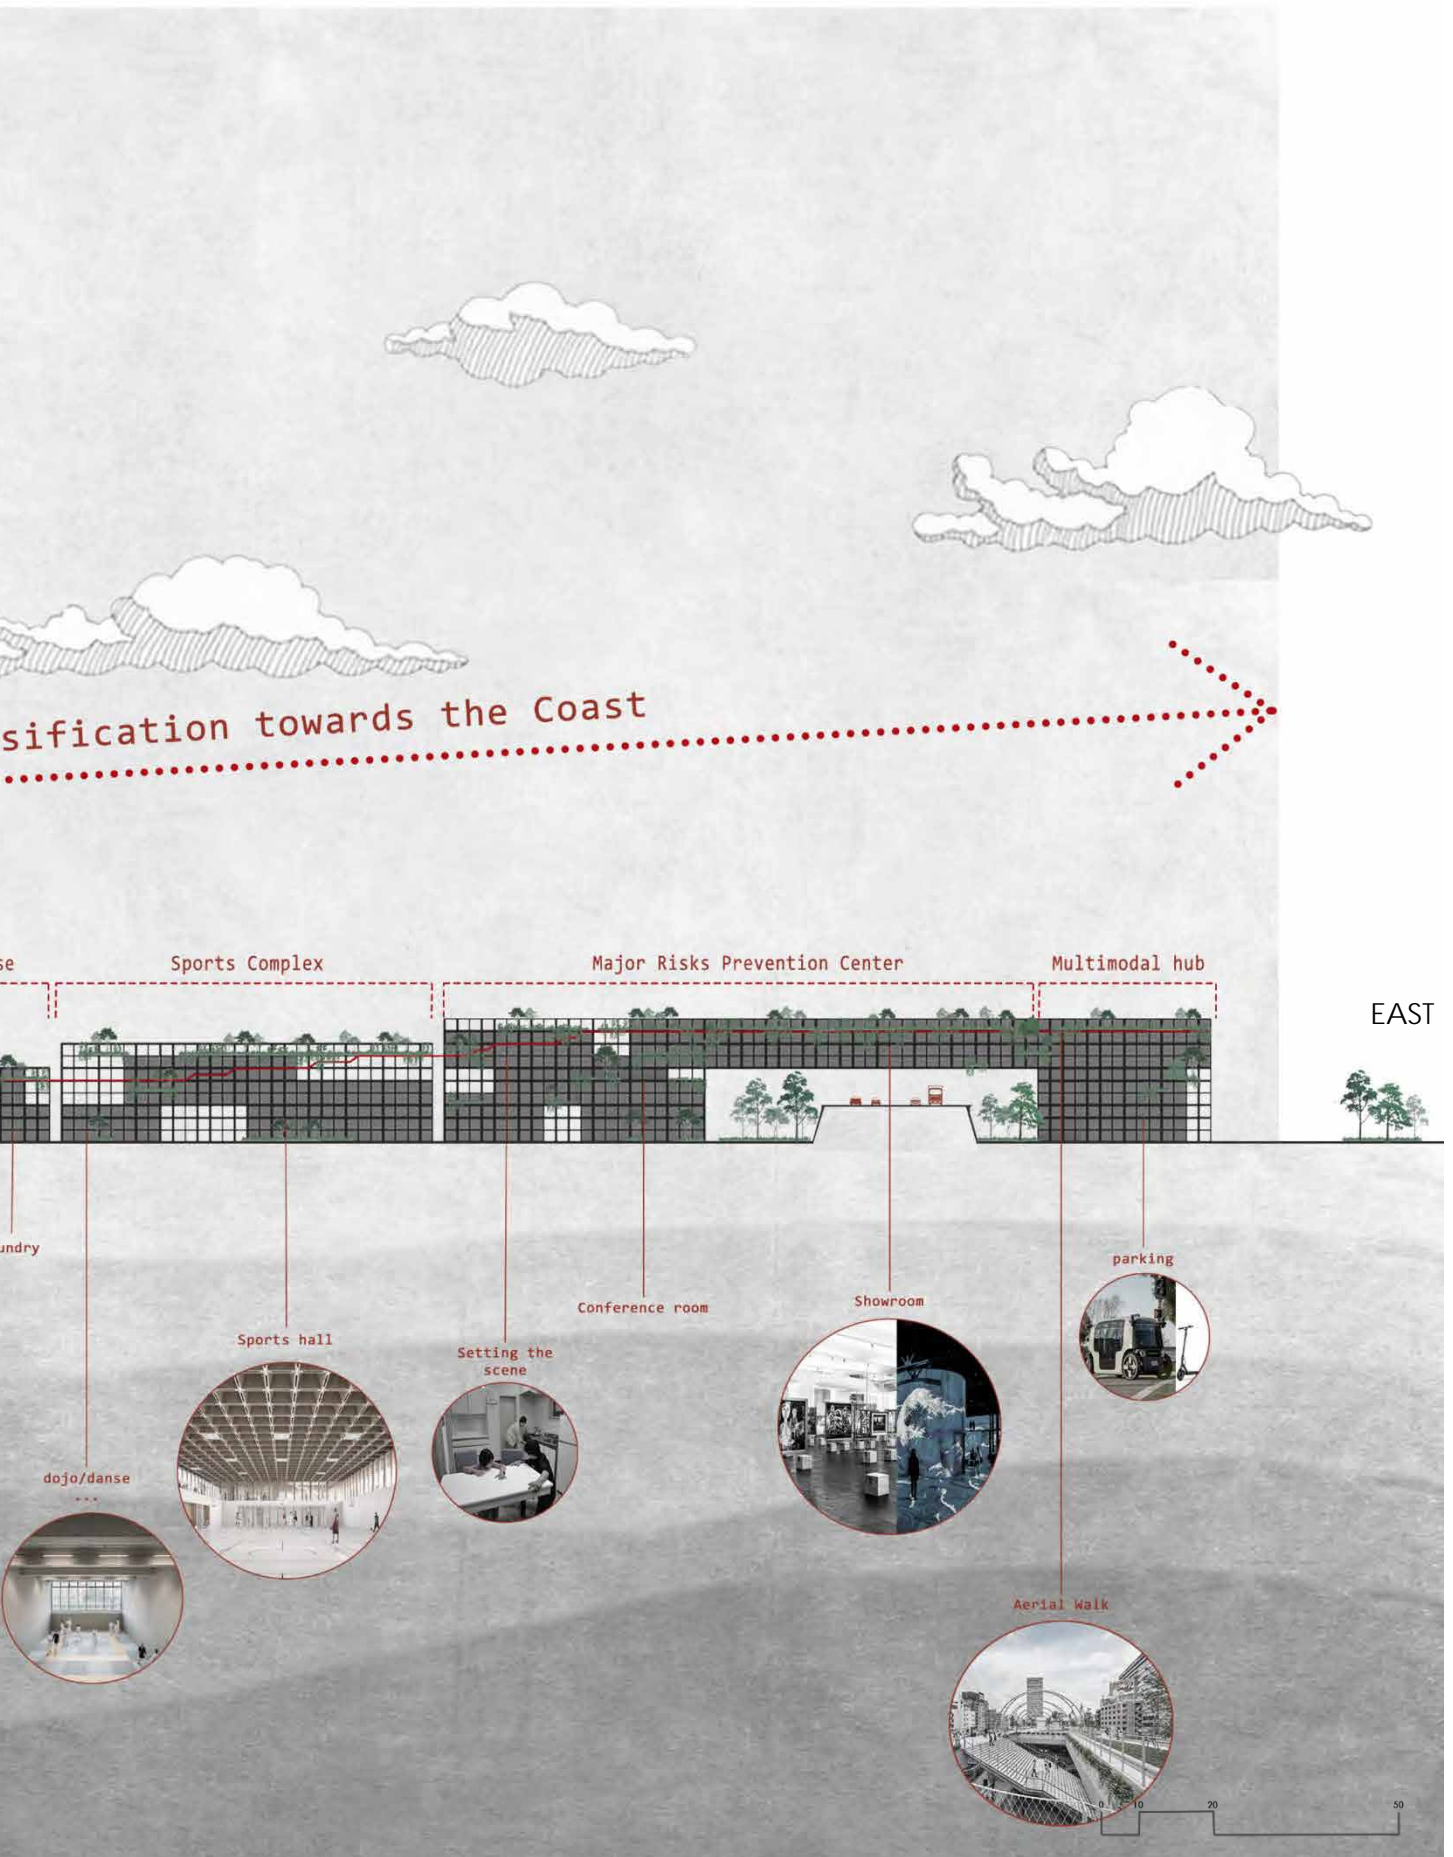 sification towards the Coast
se
Sports Complex
Major Risks Prevention Center
Multimodal hub
EAST
undry
parking
Showroom
Conference room
Sports hall
Setting the
scene
dojo/danse
...
Aerial Walk
0 10 20 50